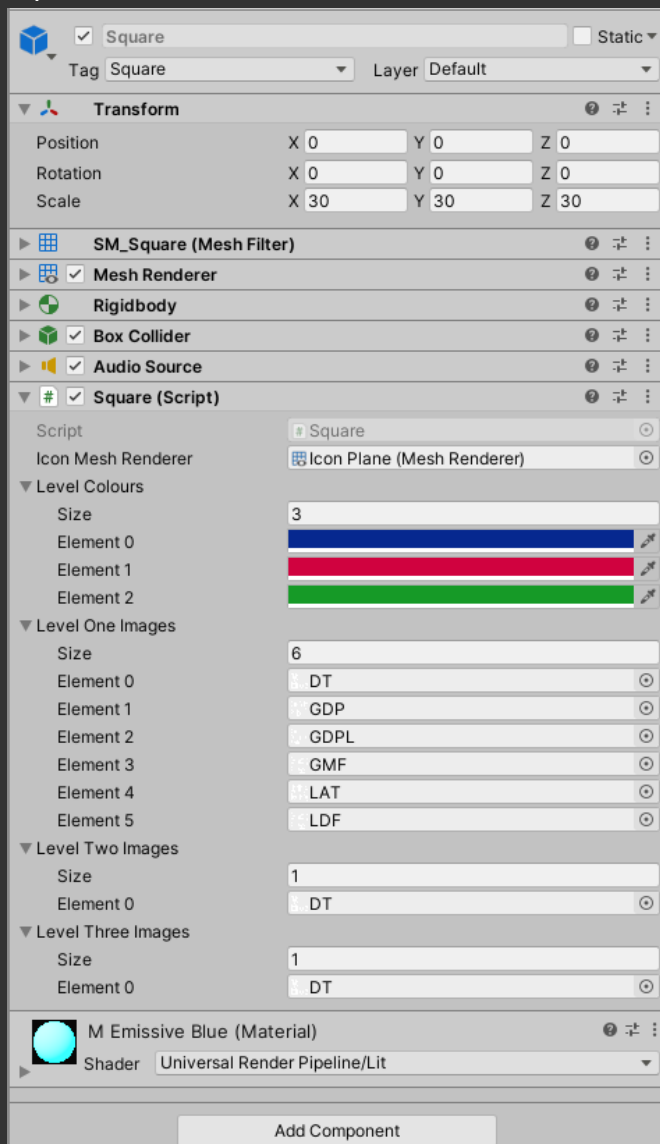 Square Static
Tag Square Layer Default
Transform
Position X 0 Y 0 Z 0
Rotation X 0 Y 0 Z 0
Scale X 30 Y 30 Z 30
SM_Square (Mesh Filter)
Mesh Renderer
Rigidbody
Box Collider
Audio Source
# Square (Script)
Script # Square
Icon Mesh Renderer Icon Plane (Mesh Renderer)
Level Colours
Size 3
Element 0
Element 1
Element 2
Level One Images
Size 6
Element 0 DT
Element 1 GDP
Element 2 GDPL
Element 3 GMF
Element 4 LAT
Element 5 LDF
Level Two Images
Size 1
Element 0 DT
Level Three Images
Size 1
Element 0 DT
M Emissive Blue (Material)
Shader Universal Render Pipeline/Lit
Add Component